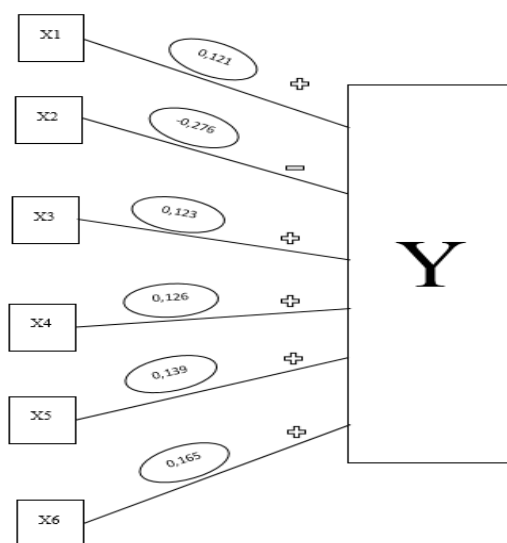 X1
0,121
+
X2
-0,276
−
X3
0,123
+
Y
X4
0,126
+
X5
0,139
+
X6
0,165
+